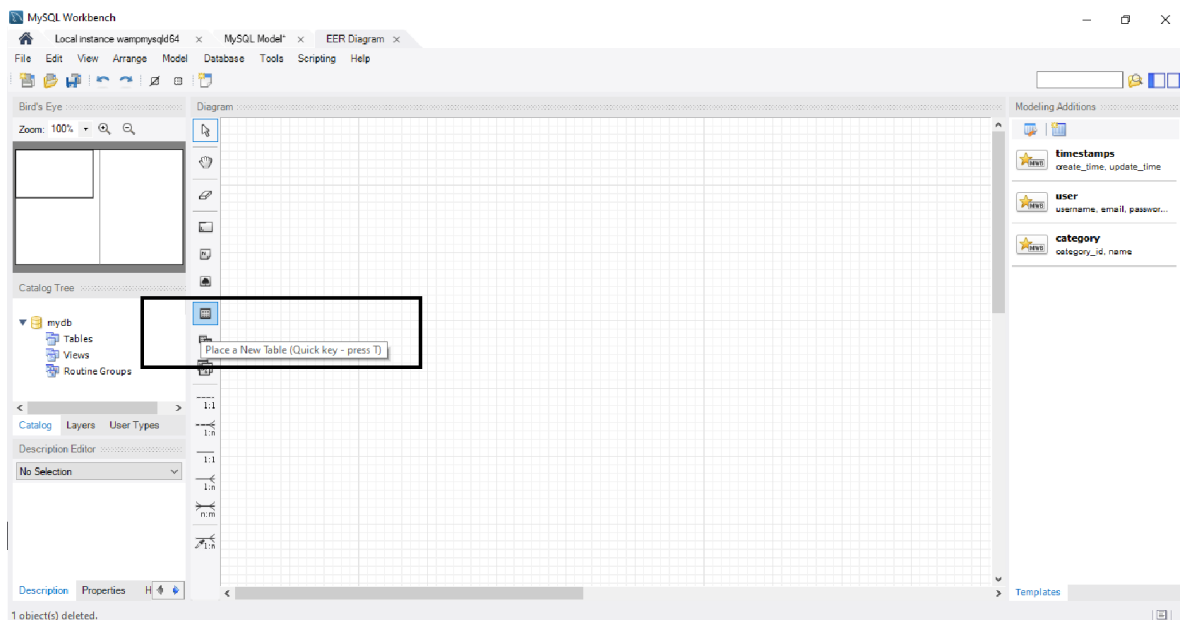 MySQL Workbench
Local instance wampmysqld64 × MySQL Model* × EER Diagram ×
File Edit View Arrange Model Database Tools Scripting Help
Bird's Eye
Diagram
Modeling Additions
Zoom: 100%
timestamps
create_time, update_time
user
username, email, passwor...
category
category_id, name
Catalog Tree
mydb
Tables
Views
Routine Groups
Place a New Table (Quick key - press T)
1:1
1:n
1:1
1:n
n:m
1:n
Catalog Layers User Types
Description Editor
No Selection
Description Properties H
Templates
1 object(s) deleted.